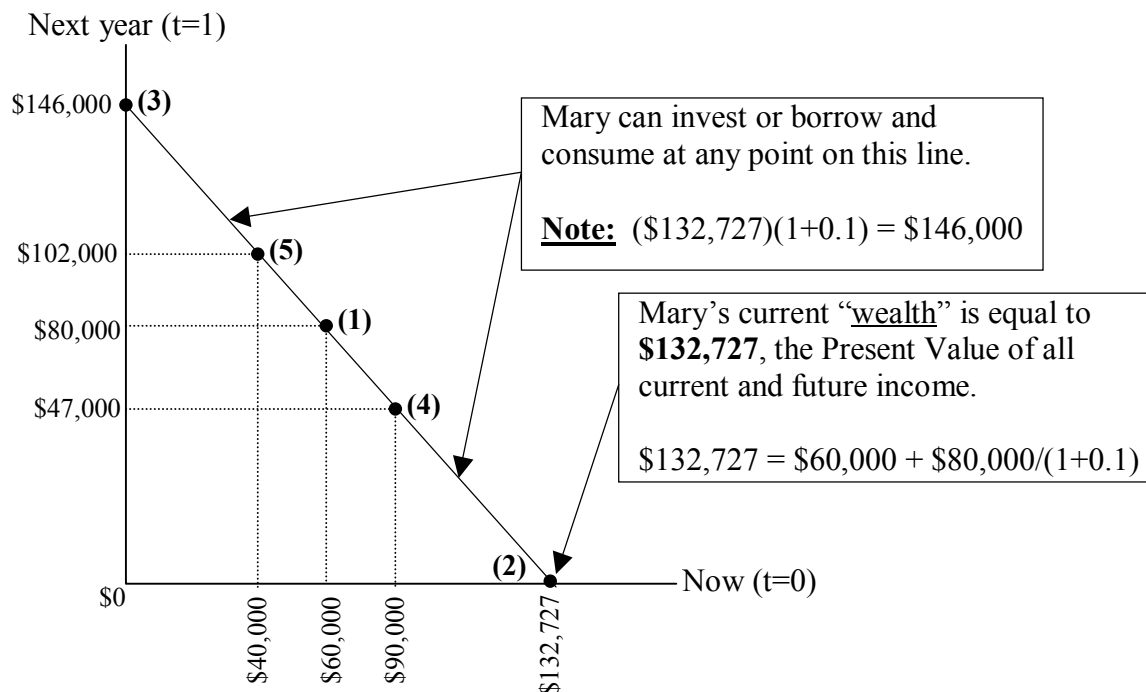 Next year (t=1)
$146,000
(3)
Mary can invest or borrow and
consume at any point on this line.
Note: ($132,727)(1+0.1) = $146,000
$102,000
(5)
$80,000
(1)
Mary’s current “wealth” is equal to
$132,727, the Present Value of all
current and future income.
$132,727 = $60,000 + $80,000/(1+0.1)
$47,000
(4)
(2)
Now (t=0)
$0
$40,000
$60,000
$90,000
$132,727